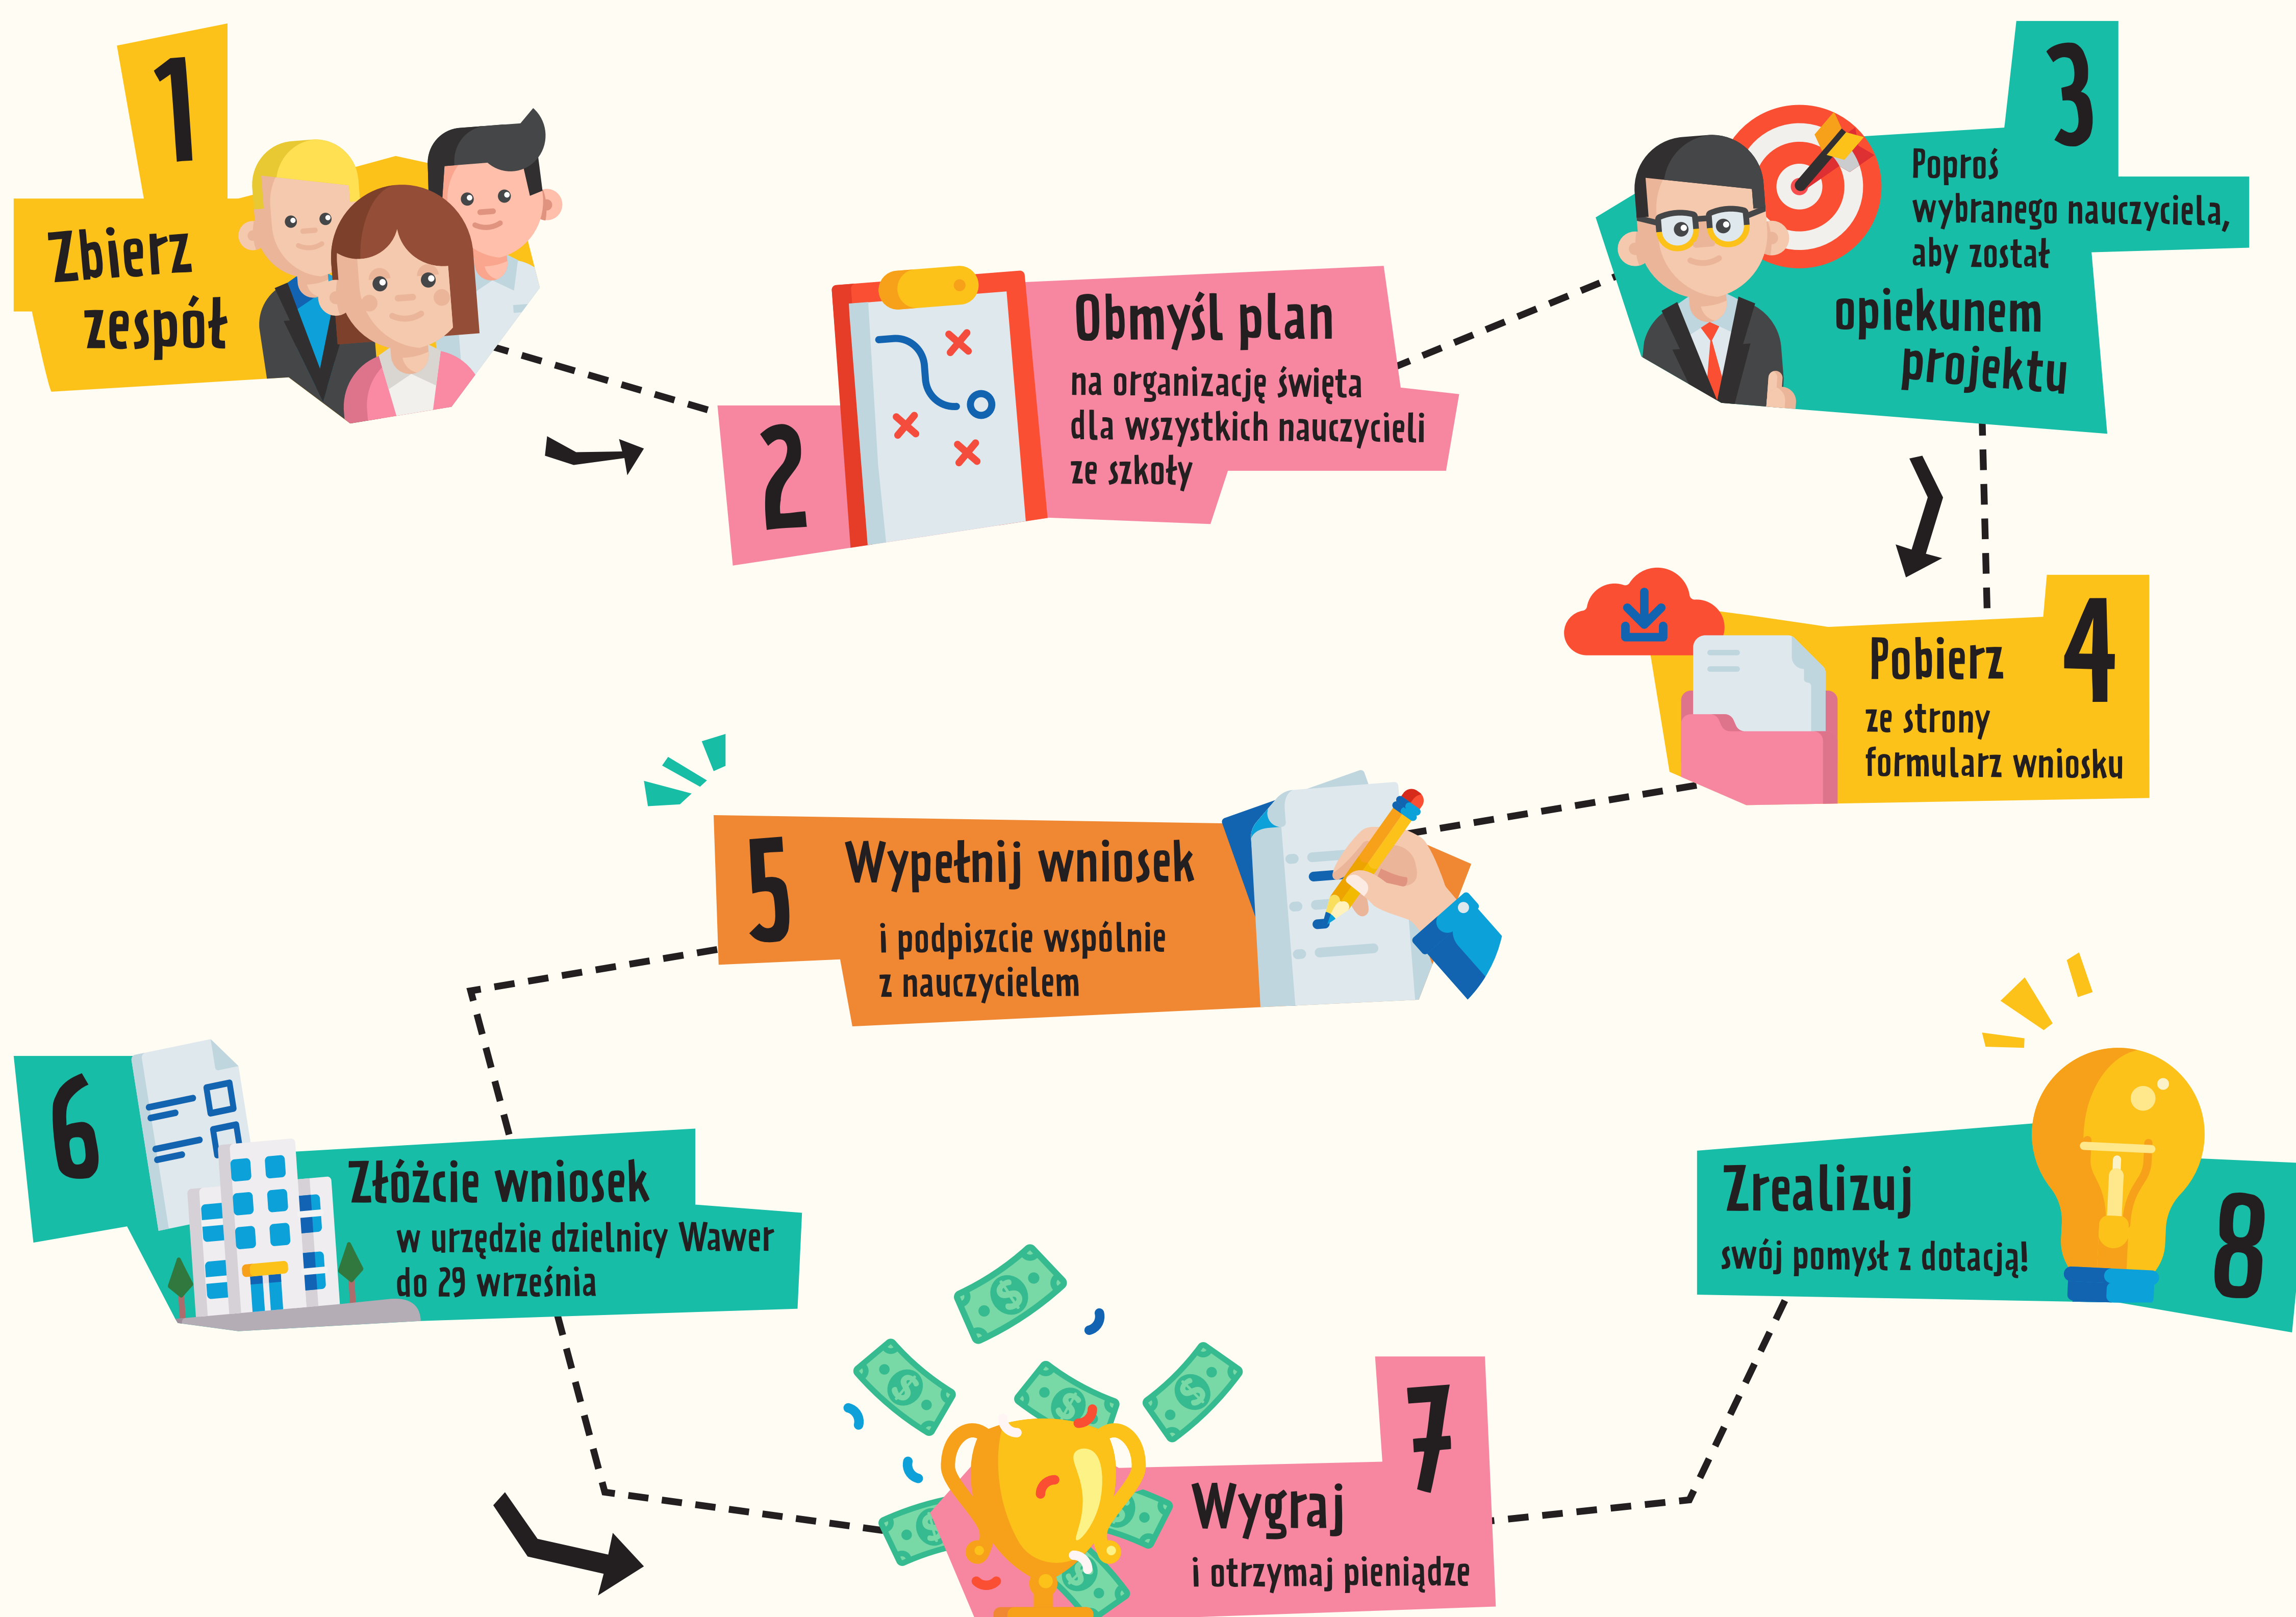 1
Zbierz
zespół
2
Obmyśl plan
na organizację święta
dla wszystkich nauczycieli
ze szkoły
3
Poproś
wybranego nauczyciela,
aby został
opiekunem
projektu
4
Pobierz
ze strony
formularz wniosku
5
Wypełnij wniosek
i podpiszcie wspólnie
z nauczycielem
6
Złóżcie wniosek
w urzędzie dzielnicy Wawer
do 29 września
7
Wygraj
i otrzymaj pieniądze
8
Zrealizuj
swój pomysł z dotacją!